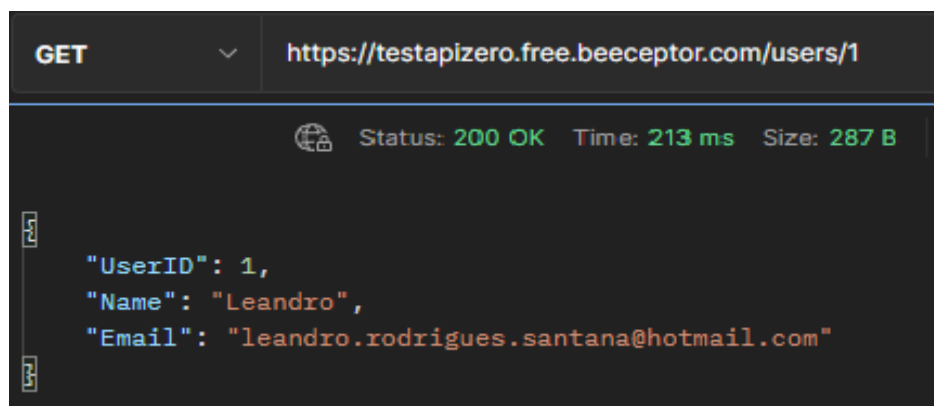 GET https://testapizero.free.beeceptor.com/users/1
Status: 200 OK Time: 213 ms Size: 287 B
{
"UserID": 1,
"Name": "Leandro",
"Email": "leandro.rodrigues.santana@hotmail.com"
}